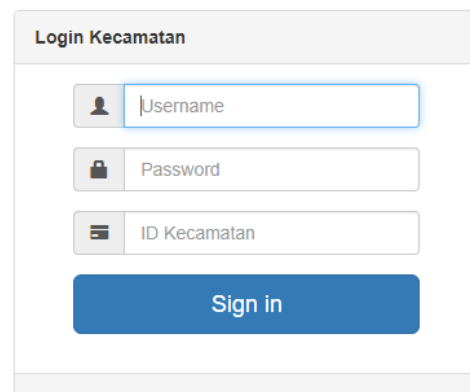 Login Kecamatan
Username
Password
ID Kecamatan
Sign in